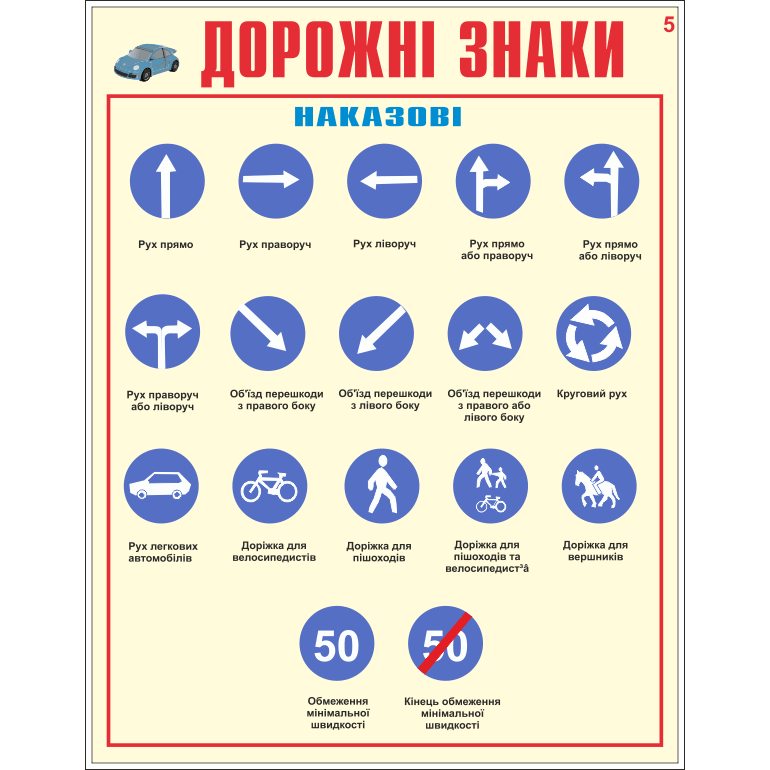 5
ДОРОЖНІ ЗНАКИ
НАКАЗОВІ
Рух прямо
Рух праворуч
Рух ліворуч
Рух прямо
або праворуч
Рух прямо
або ліворуч
Рух праворуч
або ліворуч
Об'їзд перешкоди
з правого боку
Об'їзд перешкоди
з лівого боку
Об'їзд перешкоди
з правого або
лівого боку
Круговий рух
Рух легкових
автомобілів
Доріжка для
велосипедистів
Доріжка для
пішоходів
Доріжка для
пішоходів та
велосипедист³â
Доріжка для
вершників
50
50
Обмеження
мінімальної
швидкості
Кінець обмеження
мінімальної
швидкості